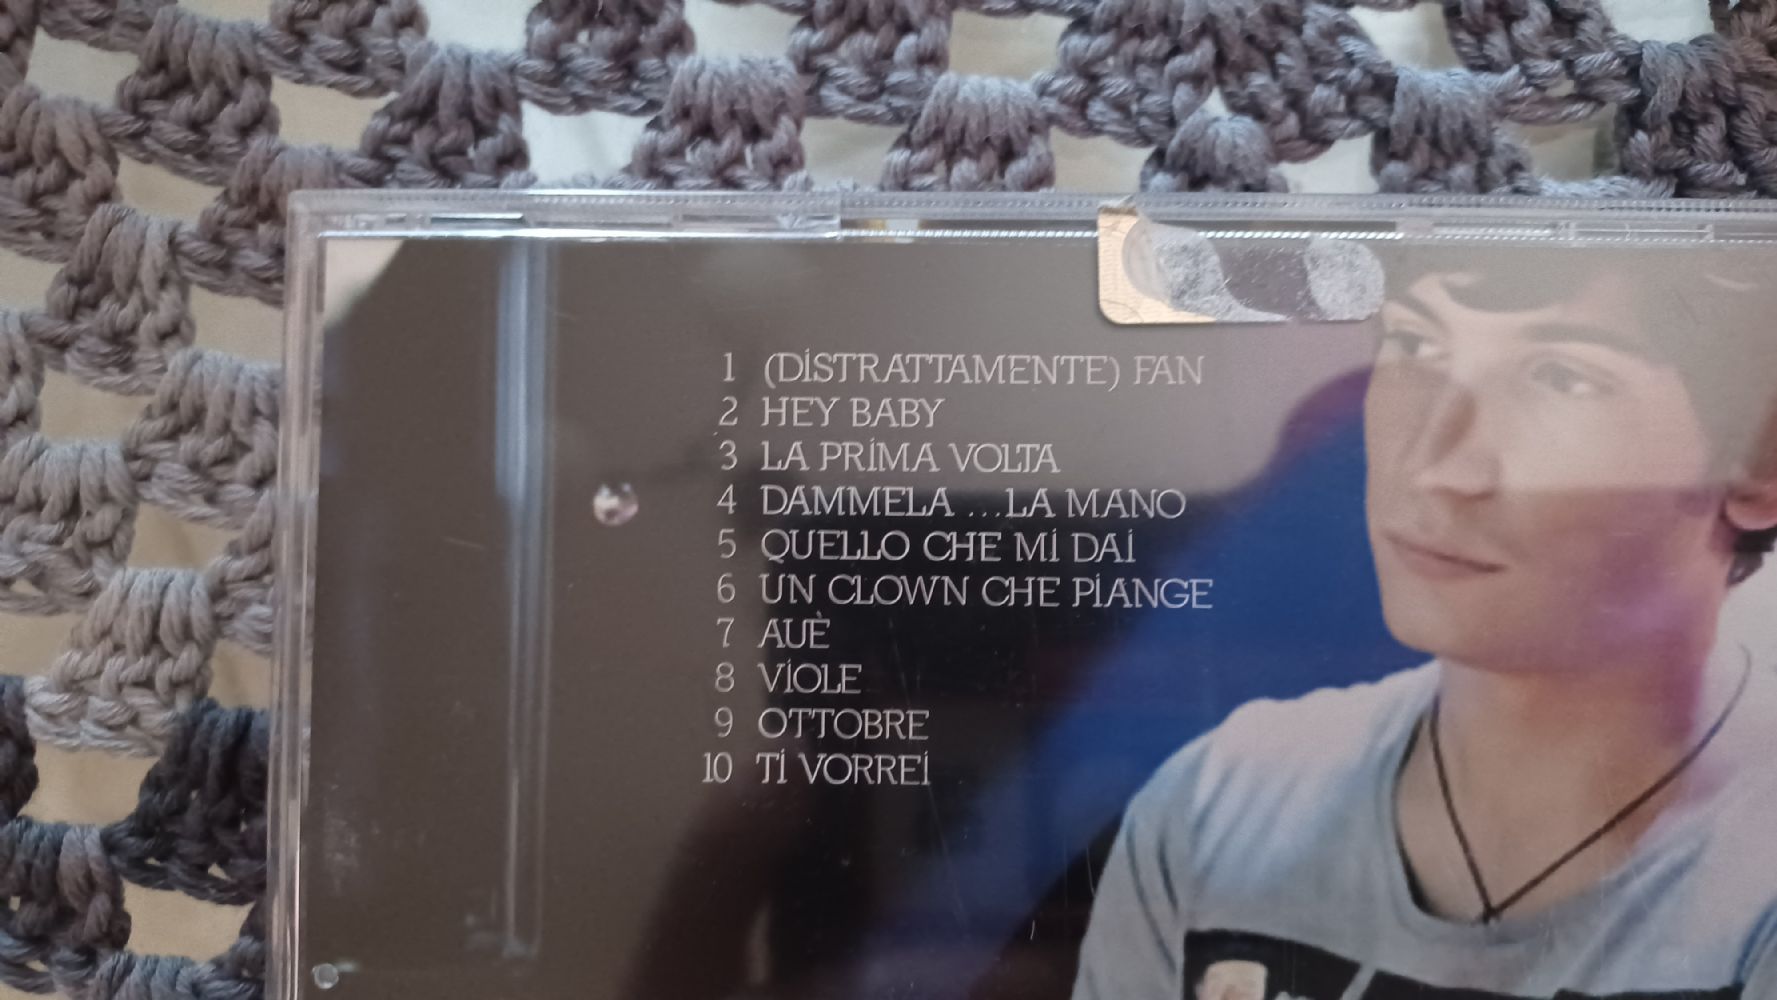 1 (DISTRATTAMENTE) FAN
2 HEY BABY
3 LA PRIMA VOLTA
4 DAMMELA ...LA MANO
5 QUELLO CHE MI DAI
6 UN CLOWN CHE PIANGE
7 AUÈ
8 VIOLE
9 OTTOBRE
10 TI VORREI